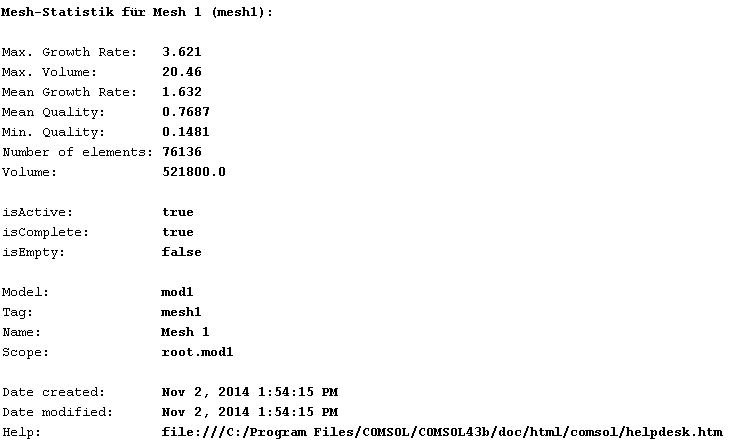 Mesh-Statistik für Mesh 1 (mesh1):
Max. Growth Rate: 3.621
Max. Volume: 20.46
Mean Growth Rate: 1.632
Mean Quality: 0.7687
Min. Quality: 0.1481
Number of elements: 76136
Volume: 521800.0
isActive: true
isComplete: true
isEmpty: false
Model: mod1
Tag: mesh1
Name: Mesh 1
Scope: root.mod1
Date created: Nov 2, 2014 1:54:15 PM
Date modified: Nov 2, 2014 1:54:15 PM
Help: file:///C:/Program Files/COMSOL/COMSOL43b/doc/html/comsol/helpdesk.htm